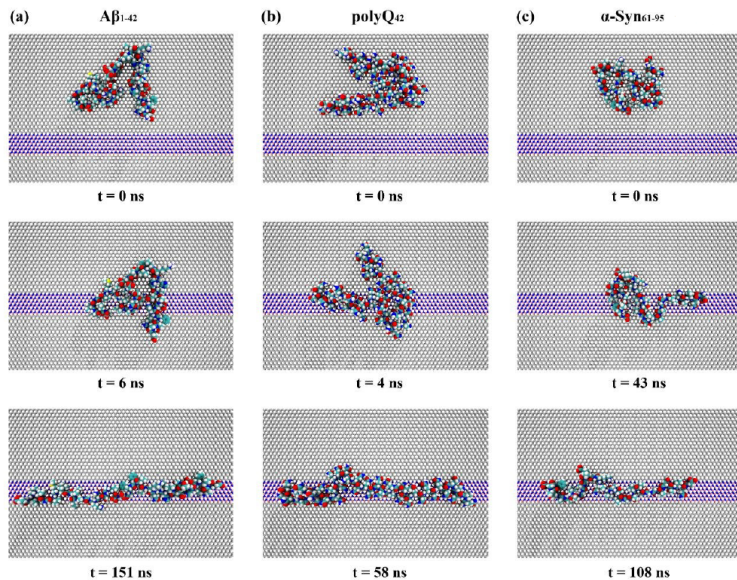 (a) Aβ1-42 (b) polyQ42 (c) α-Syn61-95
t = 0 ns t = 0 ns t = 0 ns
t = 6 ns t = 4 ns t = 43 ns
t = 151 ns t = 58 ns t = 108 ns